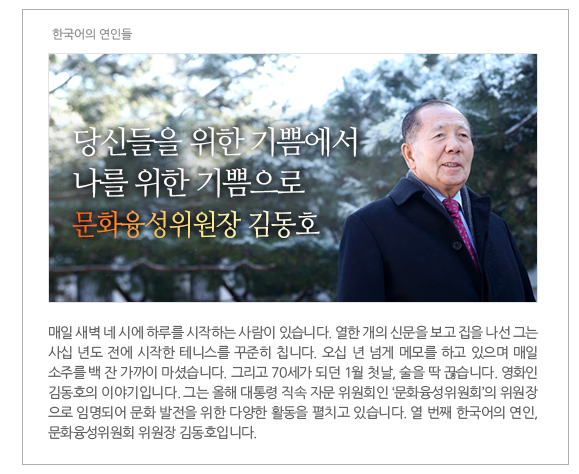 한국어의 연인들
당신들을 위한 기쁨에서
나를 위한 기쁨으로
문화융성위원장 김동호
매일 새벽 네 시에 하루를 시작하는 사람이 있습니다. 열한 개의 신문을 보고 집을 나선 그는
사십 년도 전에 시작한 테니스를 꾸준히 칩니다. 오십 년 넘게 메모를 하고 있으며 매일
소주를 백 잔 가까이 마셨습니다. 그리고 70세가 되던 1월 첫날, 술을 딱 끊습니다. 영화인
김동호의 이야기입니다. 그는 올해 대통령 직속 자문 위원회인 ‘문화융성위원회’의 위원장
으로 임명되어 문화 발전을 위한 다양한 활동을 펼치고 있습니다. 열 번째 한국어의 연인,
문화융성위원회 위원장 김동호입니다.